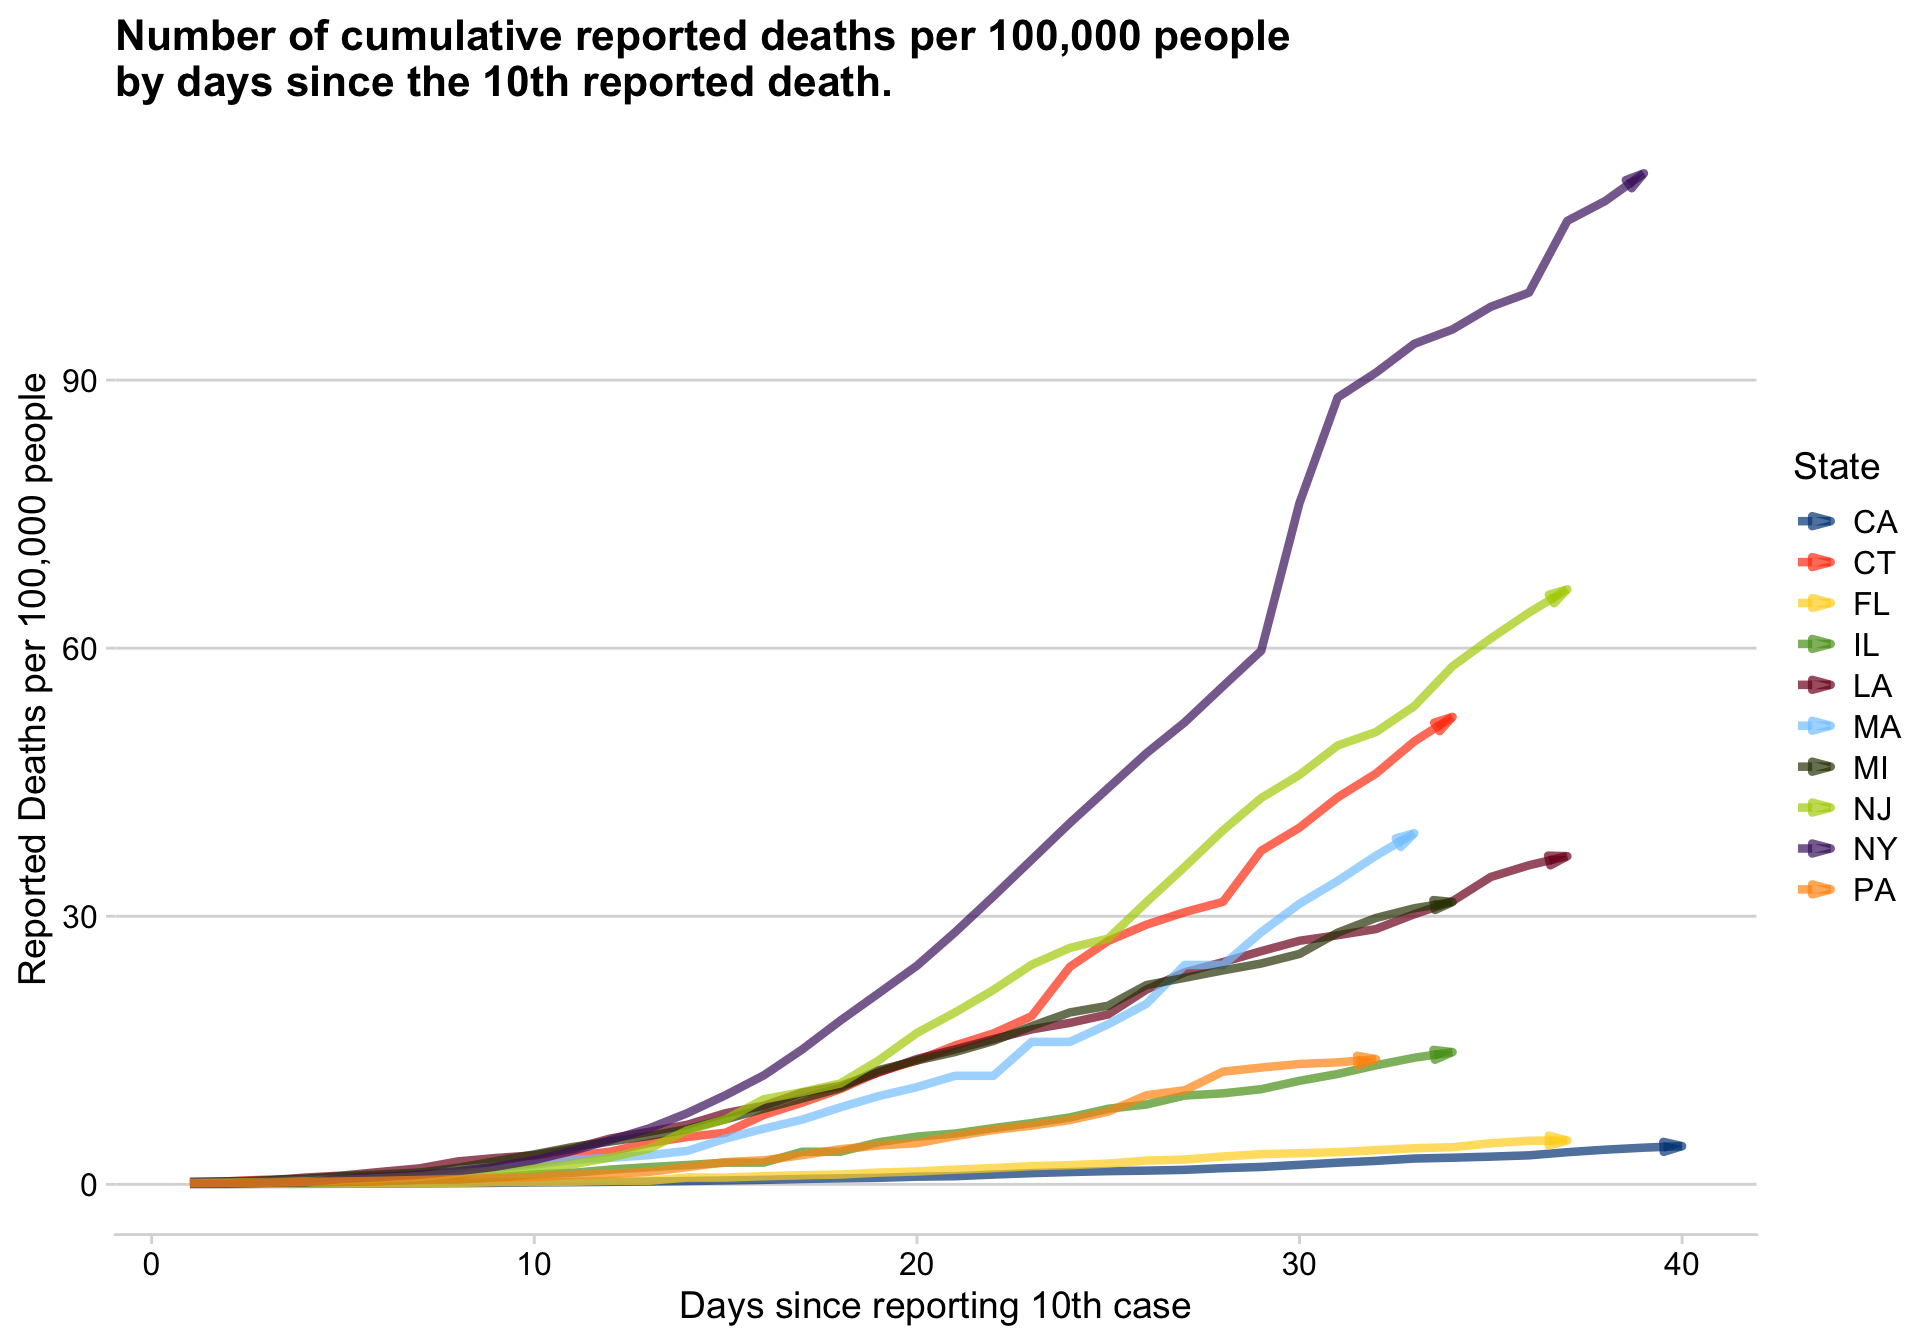 Number of cumulative reported deaths per 100,000 people
by days since the 10th reported death.
Reported Deaths per 100,000 people
90
60
30
0
0
10
20
30
40
Days since reporting 10th case
State
CA
CT
FL
IL
LA
MA
MI
NJ
NY
PA